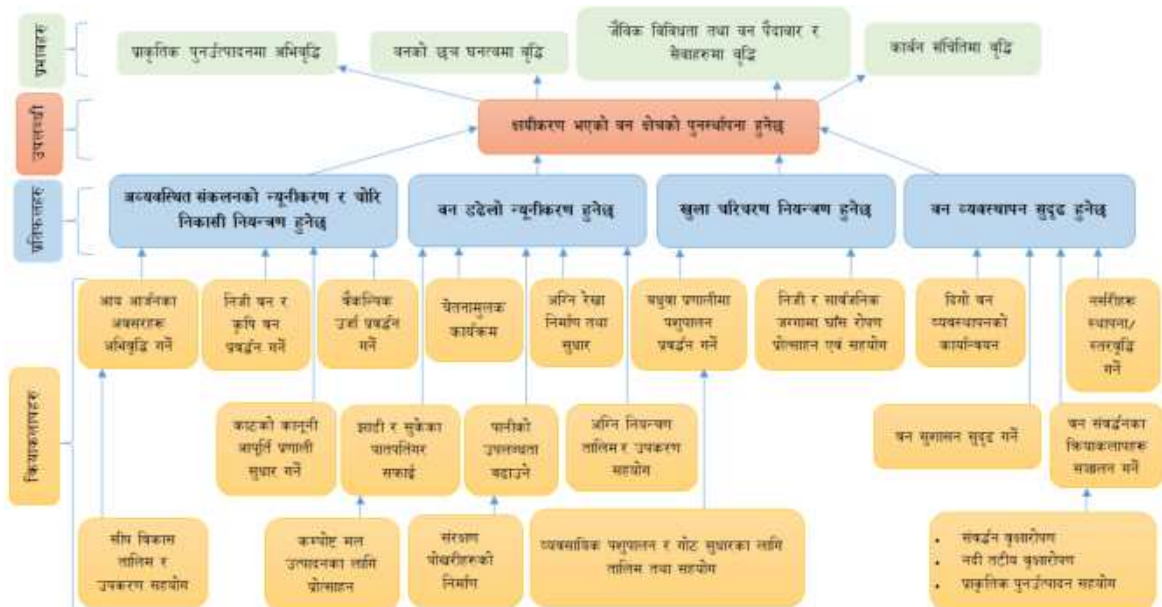 प्रभावहरु
प्राकृतिक पुनर्उत्पादनमा अभिवृद्धि
वनको छत्र घनत्वमा वृद्धि
जैविक विविधता तथा वन पैदावार र
सेवाहरुमा वृद्धि
कार्बन संचितिमा वृद्धि
उपलब्धी
क्षयीकरण भएको वन क्षेत्रको पुनर्स्थापना हुनेछ
प्रतिफलहरु
अव्यवस्थित संकलनको न्यूनीकरण र चोरि
निकासी नियन्त्रण हुनेछ
वन डढेलो न्यूनीकरण हुनेछ
खुला चरिचरण नियन्त्रण हुनेछ
वन व्यवस्थापन सुदृढ हुनेछ
क्रियाकलापहरु
आय आर्जनका
अवसरहरु
अभिवृद्धि गर्ने
निजी वन र
कृषि वन
प्रवर्द्धन गर्ने
वैकल्पिक
उर्जा प्रवर्द्धन
गर्ने
चेतनामुलक
कार्यक्रम
अग्नि रेखा
निर्माण तथा
सुधार
बधुवा प्रणालीमा
पशुपालन
प्रवर्द्धन गर्ने
निजी र सार्वजनिक
जग्गामा घाँस रोपण
प्रोत्साहन एवं सहयोग
दिगो वन
व्यवस्थापनको
कार्यान्वयन
नर्सरीहरु
स्थापना/
स्तरवृद्धि
गर्ने
काठको कानूनी
आपूर्ति प्रणाली
सुधार गर्ने
झाडी र सुकेका
पातपतिंगर
सफाई
पानीको
उपलब्धता
बढाउने
अग्नि नियन्त्रण
तालिम र उपकरण
सहयोग
वन सुशासन सुदृढ गर्ने
वन संवर्द्धनका
क्रियाकलापहरु
सञ्चालन गर्ने
सीप विकास
तालिम र
उपकरण सहयोग
कम्पोष्ट मल
उत्पादनका लागि
प्रोत्साहन
संरक्षण
पोखरीहरुको
निर्माण
व्यवसायिक पशुपालन र गोठ सुधारका लागि
तालिम तथा सहयोग
• संवर्द्धन वृक्षारोपण
• नदी तटीय वृक्षारोपण
• प्राकृतिक पुनर्उत्पादन सहयोग